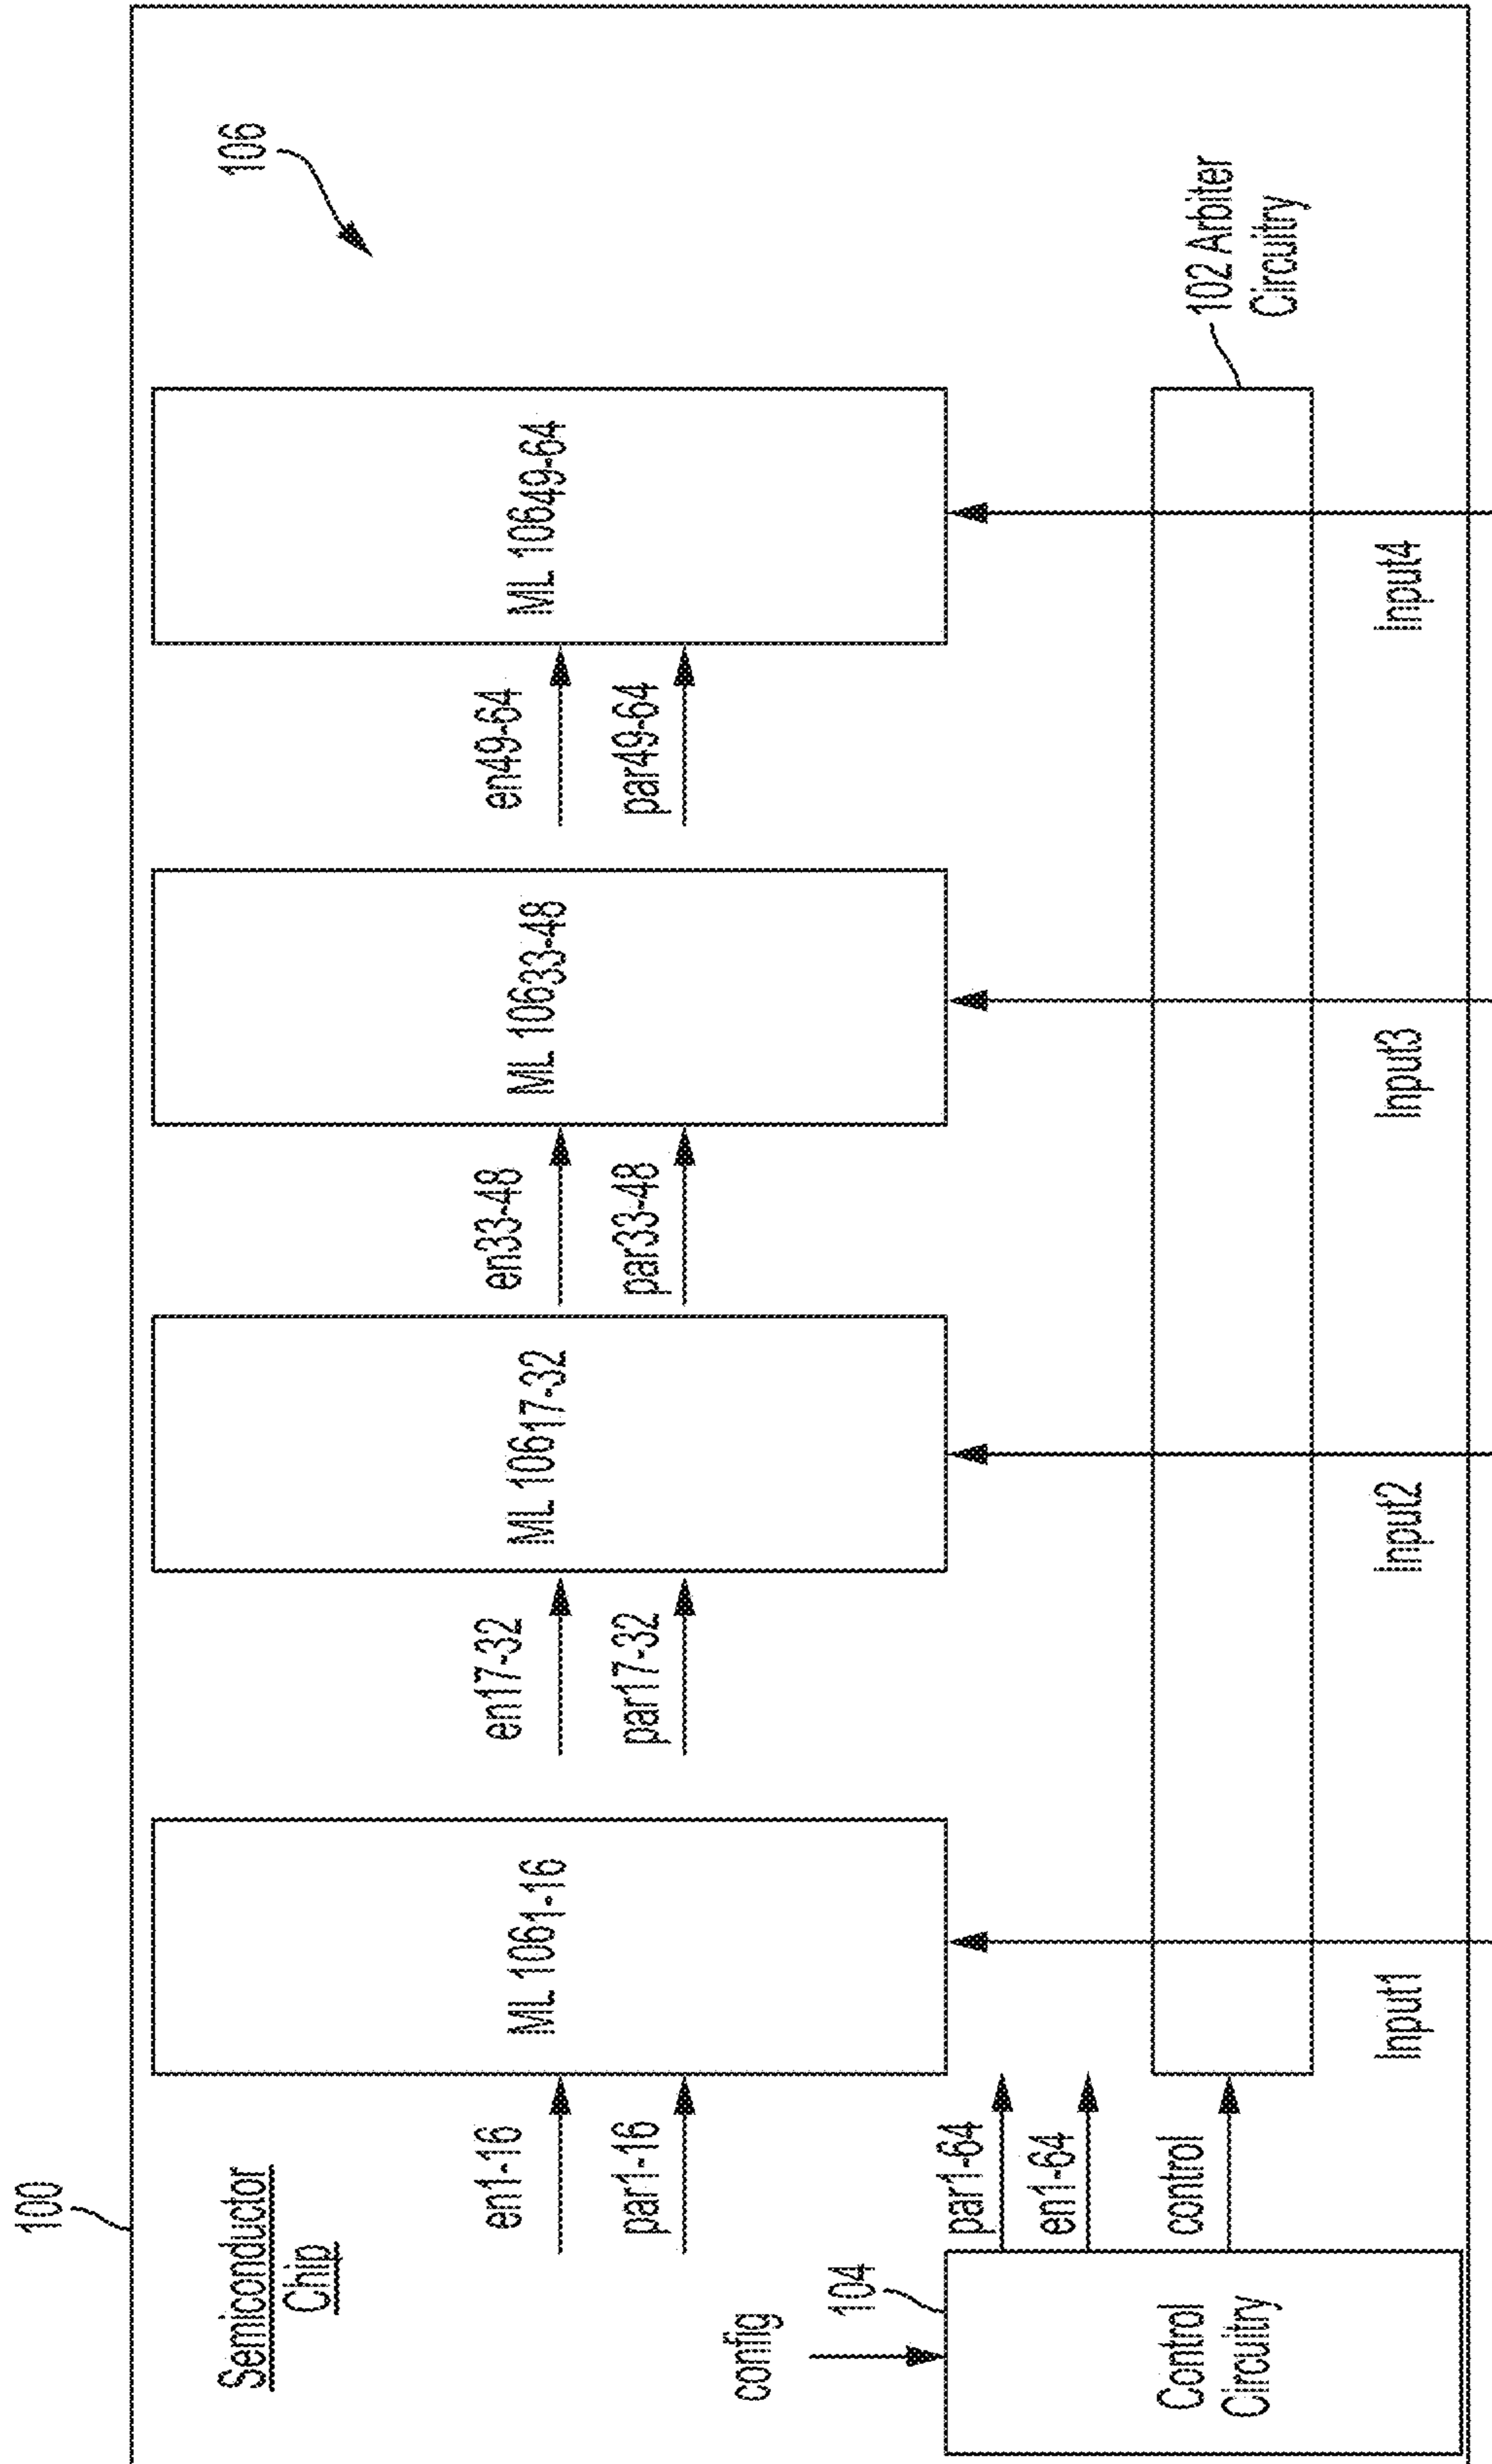 100
Semiconductor
Chip
106
ML 106₁₋₁₆
ML 106₁₇₋₃₂
ML 106₃₃₋₄₈
ML 106₄₉₋₆₄
en1-16
en17-32
en33-48
en49-64
par1-16
par17-32
par33-48
par49-64
config
104
par1-64
en1-64
control
Control
Circuitry
102 Arbiter
Circuitry
Input1
Input2
Input3
Input4